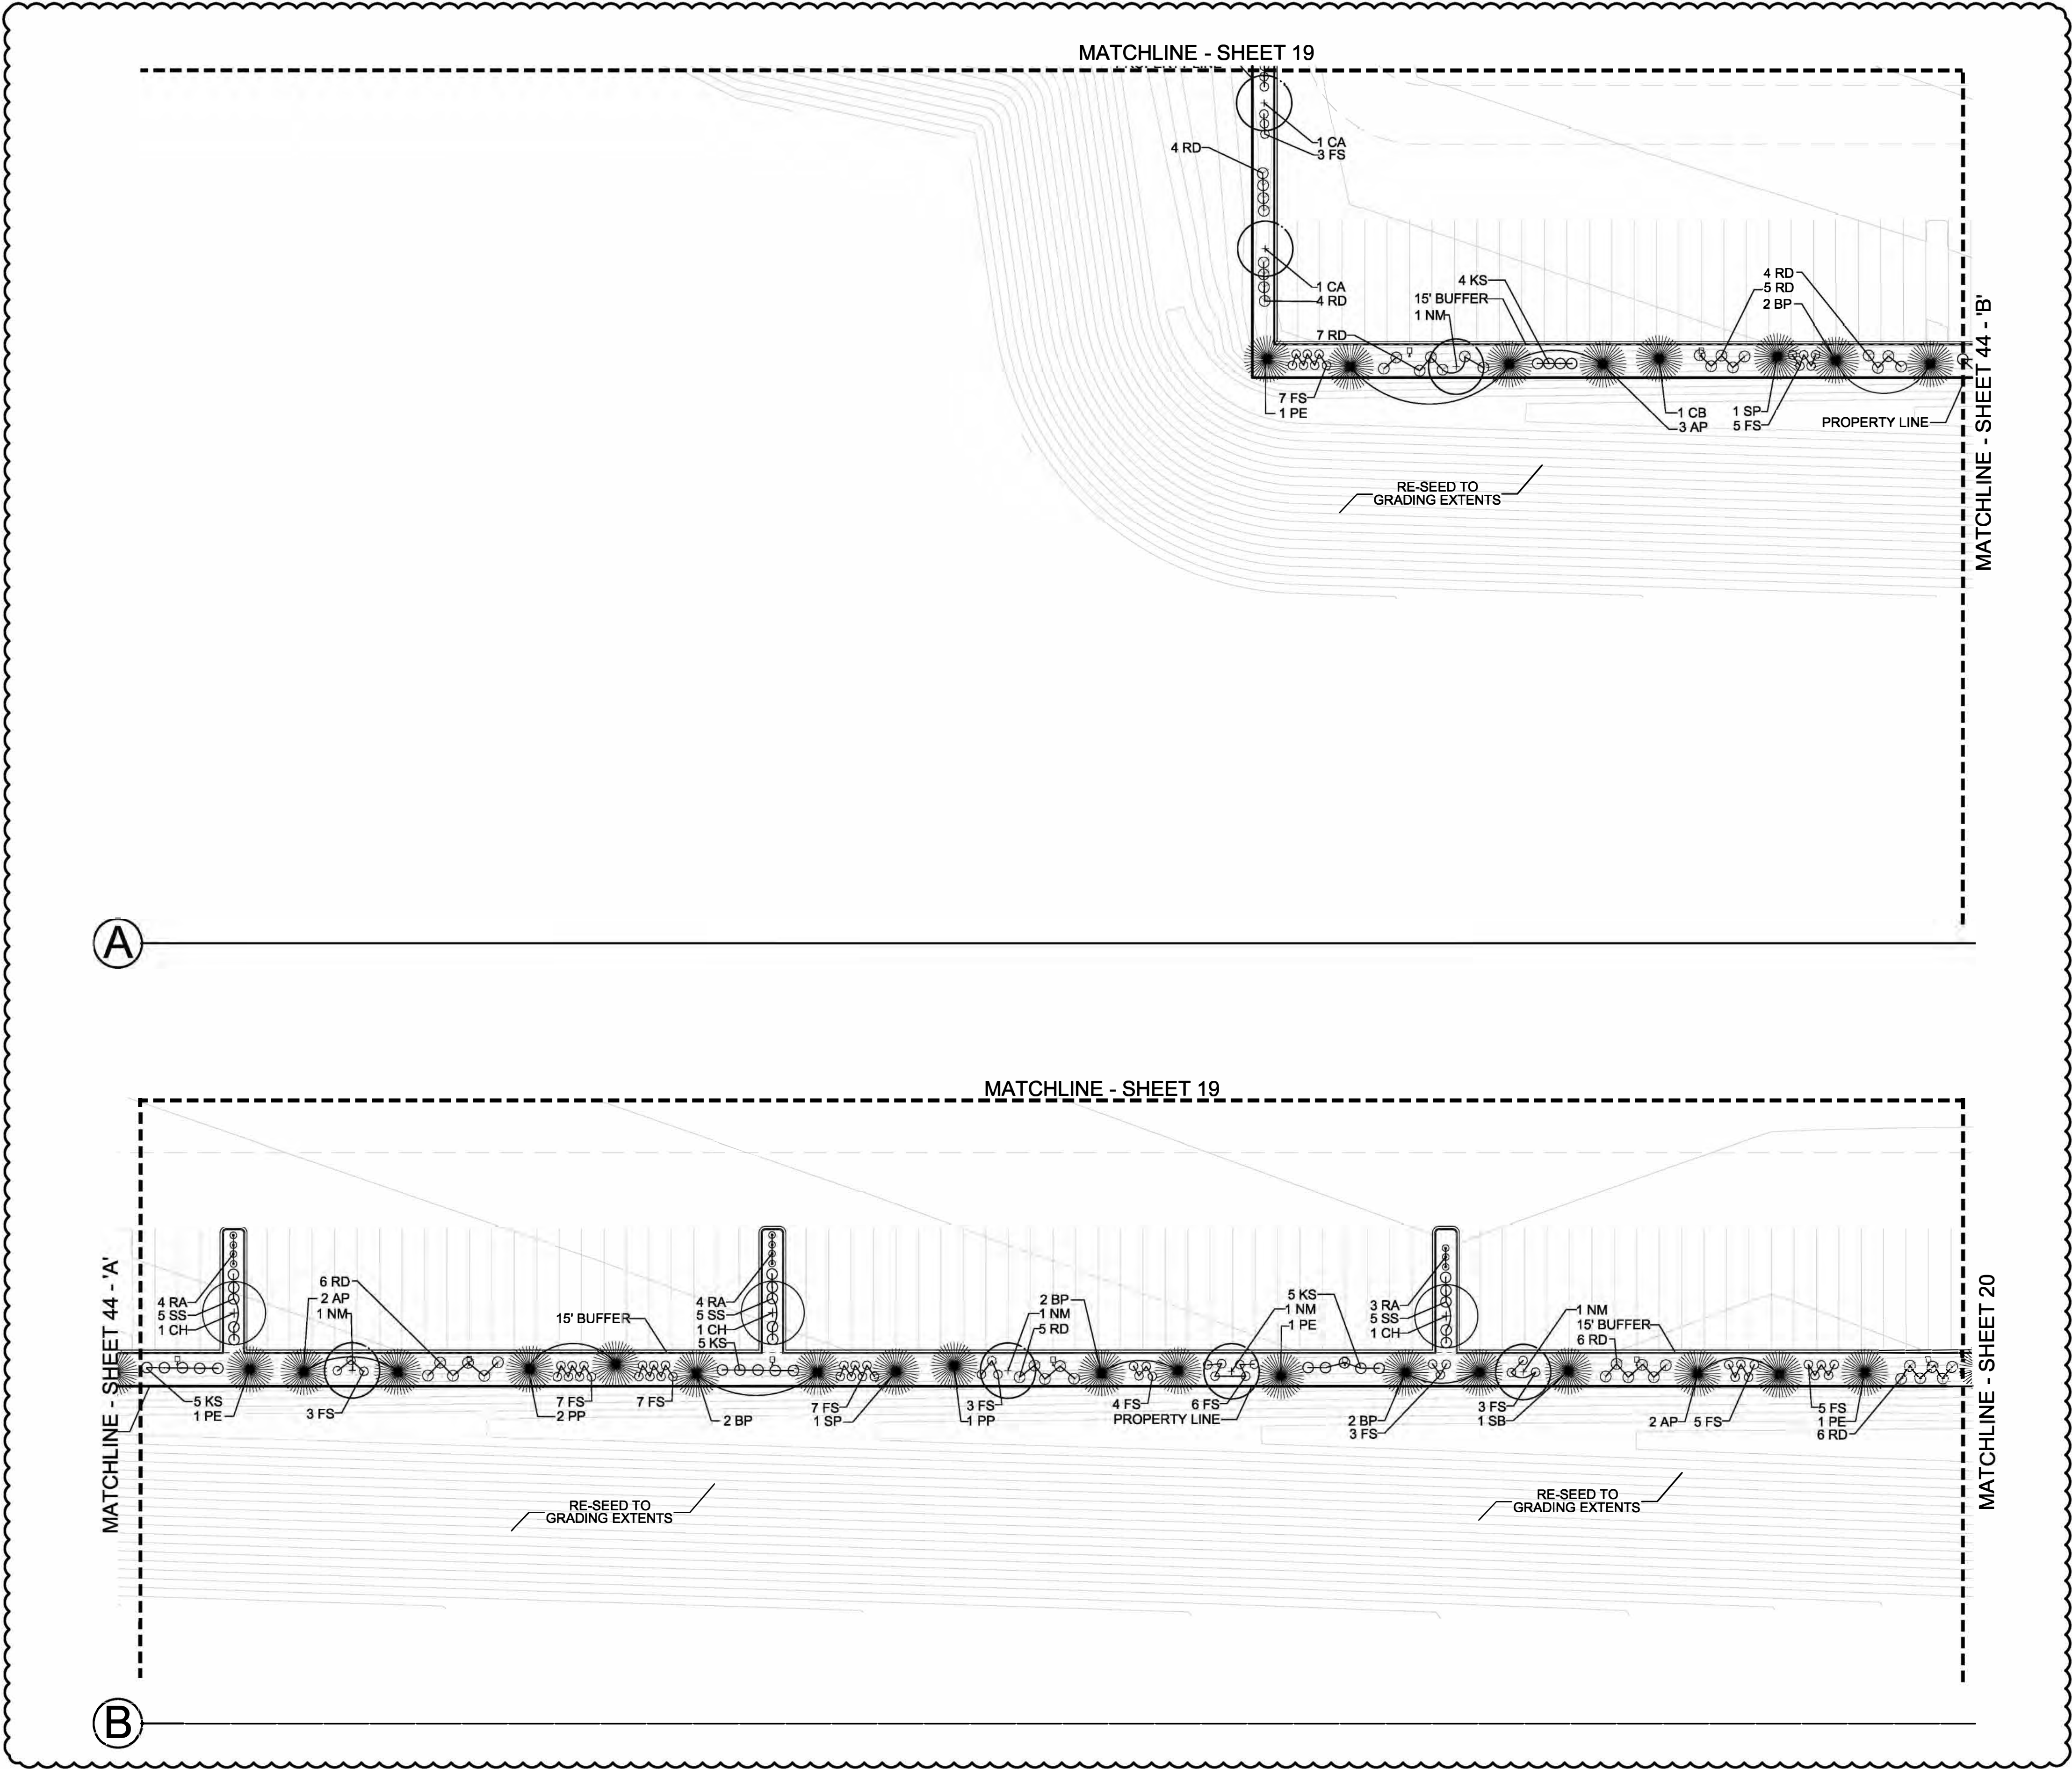 MATCHLINE - SHEET 19
1 CA
3 FS
4 RD
1 CA
4 RD
4 KS
15' BUFFER
1 NM
7 RD
4 RD
5 RD
2 BP
7 FS
1 PE
1 CB
3 AP
1 SP
5 FS
PROPERTY LINE
MATCHLINE - SHEET 44 - 'B'
RE-SEED TO
GRADING EXTENTS
A
MATCHLINE - SHEET 19
MATCHLINE - SHEET 44 - 'A'
4 RA
5 SS
1 CH
6 RD
2 AP
1 NM
15' BUFFER
4 RA
5 SS
1 CH
5 KS
2 BP
1 NM
5 RD
5 KS
1 NM
1 PE
3 RA
5 SS
1 CH
1 NM
15' BUFFER
6 RD
5 KS
1 PE
3 FS
7 FS
2 PP
7 FS
2 BP
7 FS
1 SP
3 FS
1 PP
4 FS
6 FS
PROPERTY LINE
2 BP
3 FS
3 FS
1 SB
2 AP
5 FS
5 FS
1 PE
6 RD
MATCHLINE - SHEET 20
RE-SEED TO
GRADING EXTENTS
RE-SEED TO
GRADING EXTENTS
B